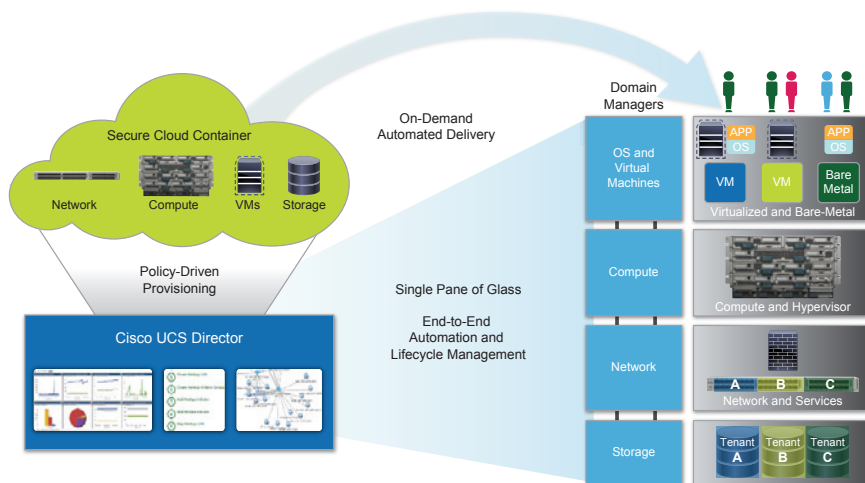 Secure Cloud Container
Network
Compute
VMs
Storage
Policy-Driven
Provisioning
Cisco UCS Director
On-Demand
Automated Delivery
Single Pane of Glass
End-to-End
Automation and
Lifecycle Management
Domain
Managers
OS and
Virtual
Machines
Compute
Network
Storage
APP
OS
APP
OS
VM
VM
Bare
Metal
Virtualized and Bare-Metal
Compute and Hypervisor
A
B
C
Network and Services
Tenant
A
Tenant
B
Tenant
C